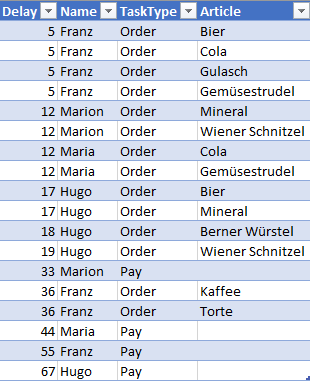 Delay Name TaskType Article
5 Franz Order Bier
5 Franz Order Cola
5 Franz Order Gulasch
5 Franz Order Gemüsestrudel
12 Marion Order Mineral
12 Marion Order Wiener Schnitzel
12 Maria Order Cola
12 Maria Order Gemüsestrudel
17 Hugo Order Bier
17 Hugo Order Mineral
18 Hugo Order Berner Würstel
19 Hugo Order Wiener Schnitzel
33 Marion Pay
36 Franz Order Kaffee
36 Franz Order Torte
44 Maria Pay
55 Franz Pay
67 Hugo Pay